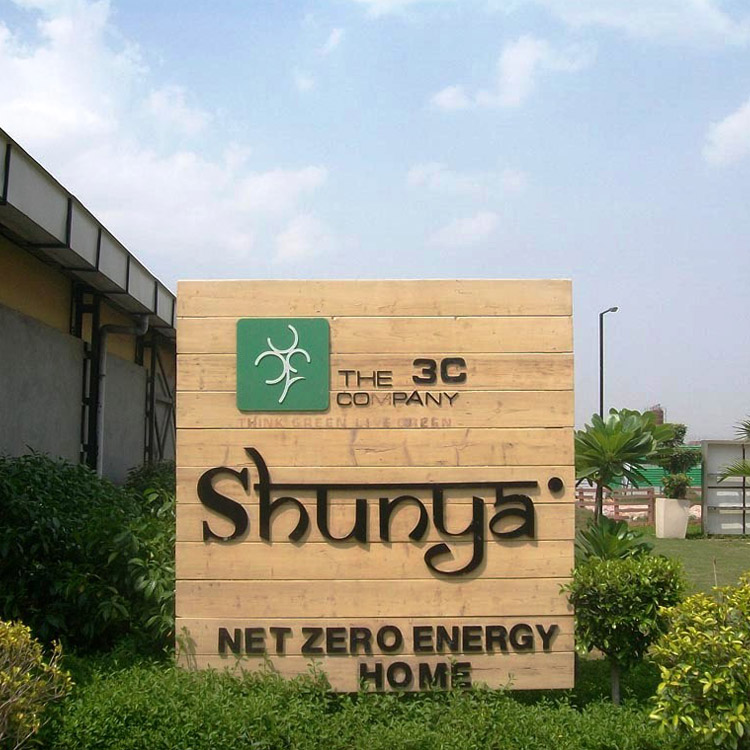 THE 3C
COMPANY
THINK GREEN LIVE GREEN
Shunya
NET ZERO ENERGY
HOME